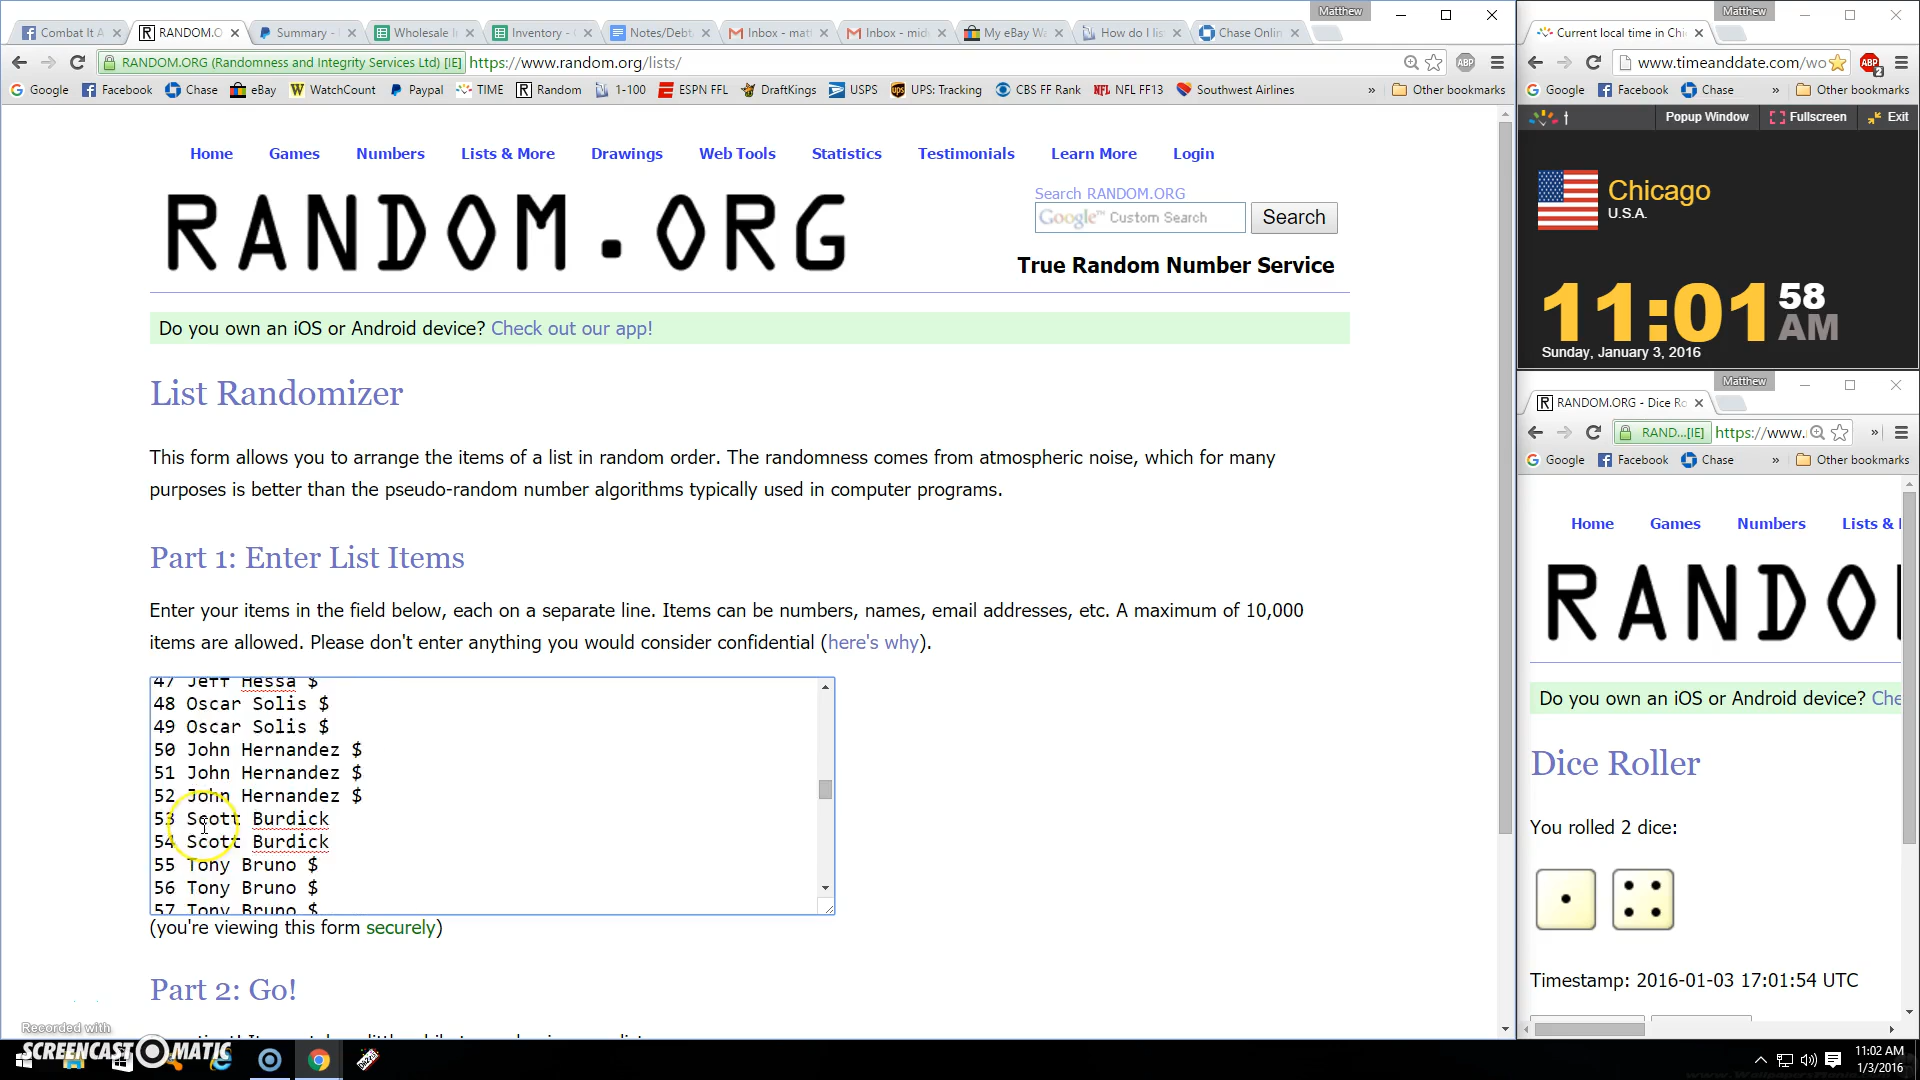 Matthew
Combat It A
RANDOM.O
Summary -
Wholesale In
Inventory -
Notes/Debt
Inbox - matt
Inbox - mid
My eBay Wa
How do I lis
Chase Onlin
RANDOM.ORG (Randomness and Integrity Services Ltd) [IE]
https://www.random.org/lists/
ABP
Google
Facebook
Chase
eBay
WatchCount
Paypal
TIME
Random
1-100
ESPN FFL
DraftKings
USPS
UPS: Tracking
CBS FF Rank
NFL FF13
Southwest Airlines
»
Other bookmarks
Home
Games
Numbers
Lists & More
Drawings
Web Tools
Statistics
Testimonials
Learn More
Login
RANDOM.ORG
Search RANDOM.ORG
Google™ Custom Search
Search
True Random Number Service
Do you own an iOS or Android device? Check out our app!
List Randomizer
This form allows you to arrange the items of a list in random order. The randomness comes from atmospheric noise, which for many
purposes is better than the pseudo-random number algorithms typically used in computer programs.
Part 1: Enter List Items
Enter your items in the field below, each on a separate line. Items can be numbers, names, email addresses, etc. A maximum of 10,000
items are allowed. Please don't enter anything you would consider confidential (here's why).
47 Jeff Hessa $
48 Oscar Solis $
49 Oscar Solis $
50 John Hernandez $
51 John Hernandez $
52 John Hernandez $
53 Scott Burdick
54 Scott Burdick
55 Tony Bruno $
56 Tony Bruno $
57 Tony Bruno $
(you're viewing this form securely)
Part 2: Go!
Matthew
Current local time in Chi
www.timeanddate.com/wo
ABP
2
Google
Facebook
Chase
»
Other bookmarks
t
Popup Window
Fullscreen
Exit
Chicago
U.S.A.
11:01
58
AM
Sunday, January 3, 2016
Matthew
RANDOM.ORG - Dice Ro
RAND...[IE]
https://www.
»
Google
Facebook
Chase
»
Other bookmarks
Home
Games
Numbers
Lists &
RANDO
Do you own an iOS or Android device? Che
Dice Roller
You rolled 2 dice:
Timestamp: 2016-01-03 17:01:54 UTC
Recorded with
SCREENCAST MATIC
11:02 AM
1/3/2016